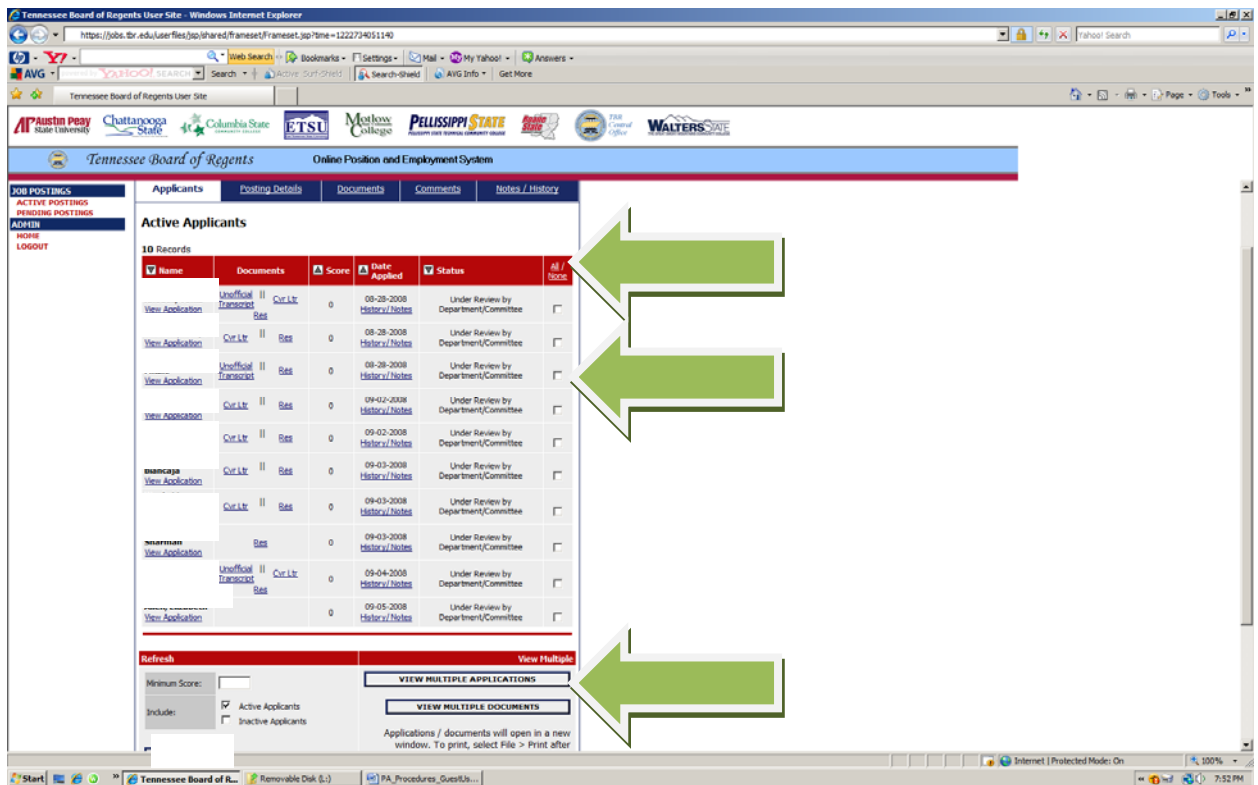 Tennessee Board of Regents User Site - Windows Internet Explorer
https://jobs.tbr.edu/userfiles/jsp/shared/frameset/Frameset.jsp?time=1222734051140
Yahoo! Search
Web Search Bookmarks Settings Mail My Yahoo! Answers
AVG YAHOO! SEARCH Search Active Surf-Shield Search-Shield AVG Info Get More
Tennessee Board of Regents User Site
Page Tools
Austin Peay State University Chattanooga State Columbia State COMMUNITY COLLEGE ETSU Motlow College PELLISSIPPI STATE Roane State TBR Central Office WALTERS STATE
Tennessee Board of Regents Online Position and Employment System
JOB POSTINGS
ACTIVE POSTINGS
PENDING POSTINGS
ADMIN
HOME
LOGOUT
Applicants Posting Details Documents Comments Notes / History
Active Applicants
10 Records
Name Documents Score Date Applied Status All / None
Unofficial || Cvr Ltr 08-28-2008 Under Review by
View Application Transcript 0 History/Notes Department/Committee
Res
Cvr Ltr || Res 0 08-28-2008 Under Review by
View Application History/Notes Department/Committee
Unofficial || Res 0 08-28-2008 Under Review by
View Application Transcript History/Notes Department/Committee
Cvr Ltr || Res 0 09-02-2008 Under Review by
View Application History/Notes Department/Committee
Cvr Ltr || Res 0 09-02-2008 Under Review by
History/Notes Department/Committee
Cvr Ltr || Res 0 09-03-2008 Under Review by
View Application History/Notes Department/Committee
Cvr Ltr || Res 0 09-03-2008 Under Review by
History/Notes Department/Committee
Res 0 09-03-2008 Under Review by
View Application History/Notes Department/Committee
Unofficial || Cvr Ltr 0 09-04-2008 Under Review by
Transcript History/Notes Department/Committee
Res
0 09-05-2008 Under Review by
View Application History/Notes Department/Committee
Refresh View Multiple
Minimum Score: VIEW MULTIPLE APPLICATIONS
Include: Active Applicants VIEW MULTIPLE DOCUMENTS
Inactive Applicants
Applications / documents will open in a new
window. To print, select File > Print after
Internet | Protected Mode: On 100%
Start Tennessee Board of R... Removable Disk (L:) PA_Procedures_GuestUs... 7:52 PM